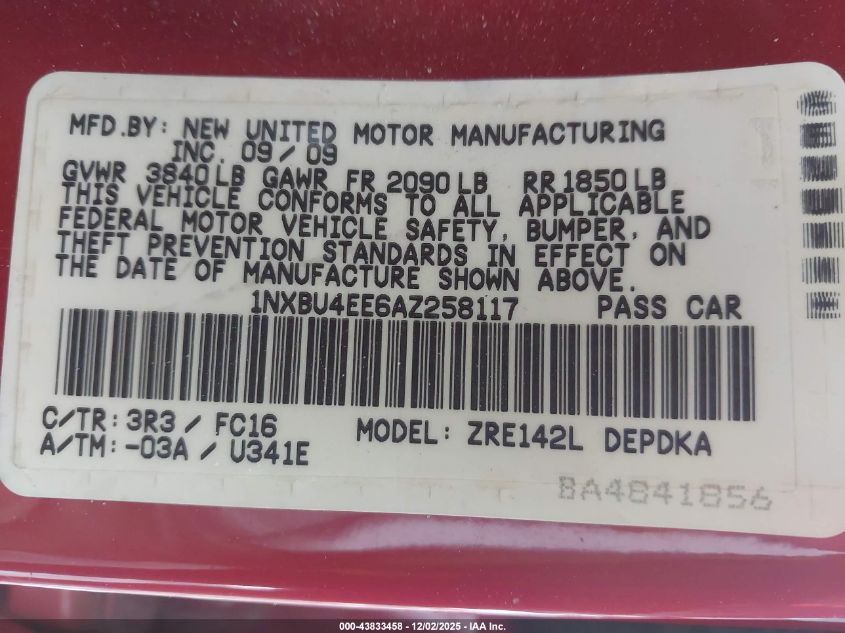 MFD.BY: NEW UNITED MOTOR MANUFACTURING
INC. 09/09
GVWR 3840LB GAWR FR 2090LB RR 1850LB
THIS VEHICLE CONFORMS TO ALL APPLICABLE
FEDERAL MOTOR VEHICLE SAFETY, BUMPER, AND
THEFT PREVENTION STANDARDS IN EFFECT ON
THE DATE OF MANUFACTURE SHOWN ABOVE.
1NXBU4EE6AZ258117 PASS CAR
C/TR: 3R3 / FC16
A/TM: -03A / U341E
MODEL: ZRE142L DEPDKA
BA4841856
000-43833458 • 12/02/2025 - IAA Inc.